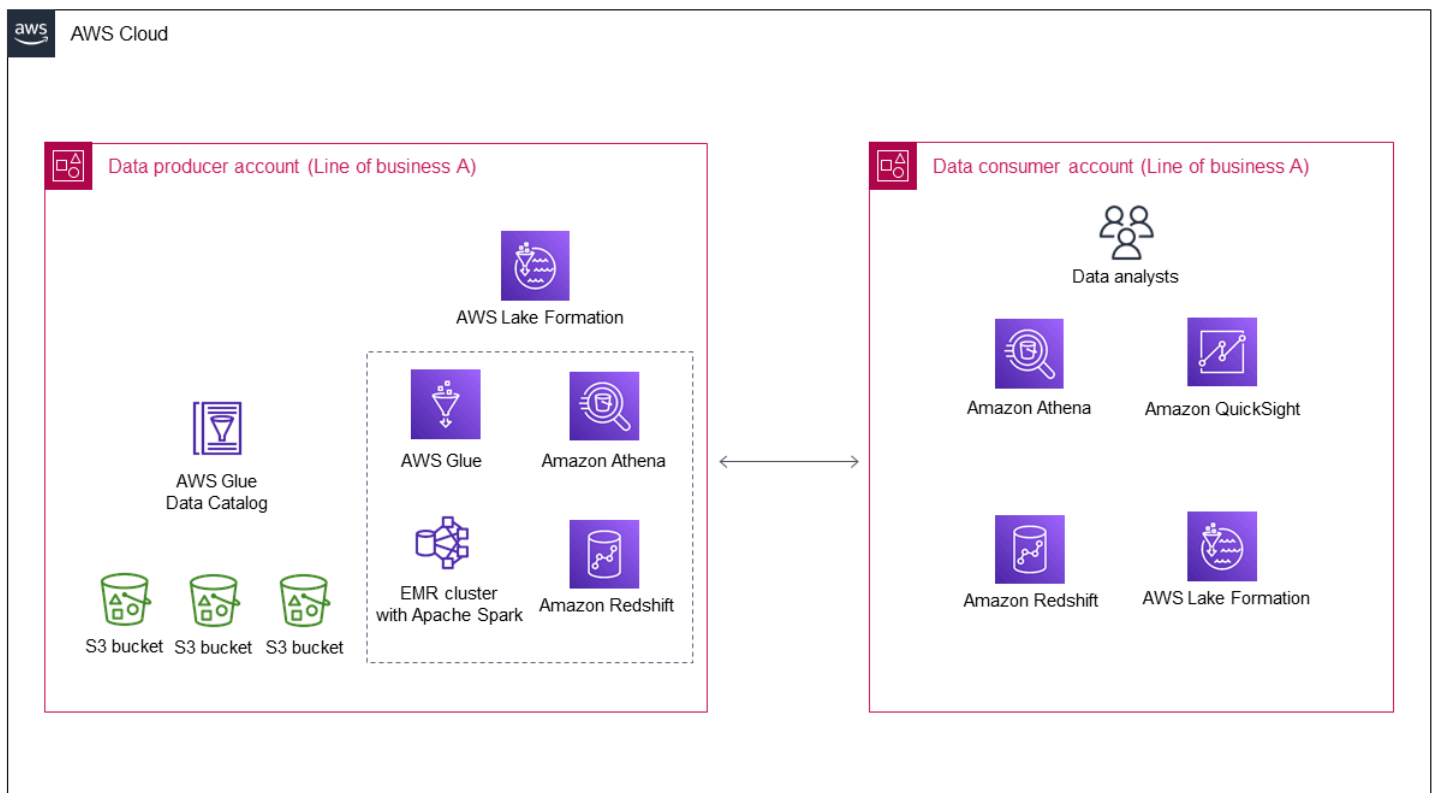 aws
AWS Cloud
Data producer account (Line of business A)
AWS Lake Formation
AWS Glue
Amazon Athena
AWS Glue
Data Catalog
EMR cluster
with Apache Spark
Amazon Redshift
S3 bucket
S3 bucket
S3 bucket
Data consumer account (Line of business A)
Data analysts
Amazon Athena
Amazon QuickSight
Amazon Redshift
AWS Lake Formation